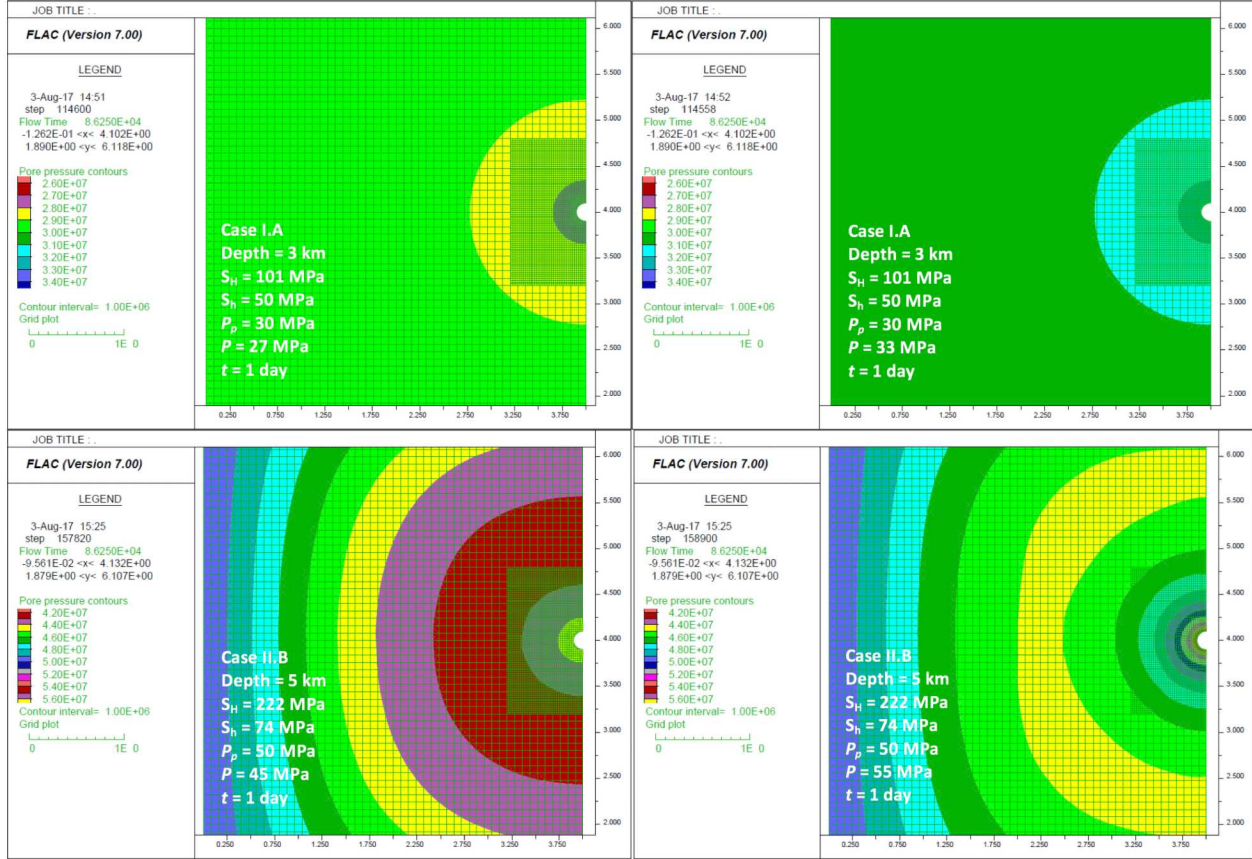 JOB TITLE : .
FLAC (Version 7.00)
LEGEND
3-Aug-17 14:51
step 114600
Flow Time 8.6250E+04
-1.262E-01 <x< 4.102E+00
1.890E+00 <y< 6.118E+00
Pore pressure contours
2.60E+07
2.70E+07
2.80E+07
2.90E+07
3.00E+07
3.10E+07
3.20E+07
3.30E+07
3.40E+07
Contour interval= 1.00E+06
Grid plot
0 1E 0
Case I.A
Depth = 3 km
SH = 101 MPa
Sh = 50 MPa
Pp = 30 MPa
P = 27 MPa
t = 1 day
0.250 0.750 1.250 1.750 2.250 2.750 3.250 3.750
JOB TITLE : .
FLAC (Version 7.00)
LEGEND
3-Aug-17 14:52
step 114558
Flow Time 8.6250E+04
-1.262E-01 <x< 4.102E+00
1.890E+00 <y< 6.118E+00
Pore pressure contours
2.60E+07
2.70E+07
2.80E+07
2.90E+07
3.00E+07
3.10E+07
3.20E+07
3.30E+07
3.40E+07
Contour interval= 1.00E+06
Grid plot
0 1E 0
Case I.A
Depth = 3 km
SH = 101 MPa
Sh = 50 MPa
Pp = 30 MPa
P = 33 MPa
t = 1 day
6.000
5.500
5.000
4.500
4.000
3.500
3.000
2.500
2.000
0.250 0.750 1.250 1.750 2.250 2.750 3.250 3.750
JOB TITLE : .
FLAC (Version 7.00)
LEGEND
3-Aug-17 15:25
step 157820
Flow Time 8.6250E+04
-9.561E-02 <x< 4.132E+00
1.879E+00 <y< 6.107E+00
Pore pressure contours
4.20E+07
4.40E+07
4.60E+07
4.80E+07
5.00E+07
5.20E+07
5.40E+07
5.60E+07
Contour interval= 1.00E+06
Grid plot
0 1E 0
Case II.B
Depth = 5 km
SH = 222 MPa
Sh = 74 MPa
Pp = 50 MPa
P = 45 MPa
t = 1 day
6.000
5.500
5.000
4.500
4.000
3.500
3.000
2.500
2.000
0.250 0.750 1.250 1.750 2.250 2.750 3.250 3.750
JOB TITLE : .
FLAC (Version 7.00)
LEGEND
3-Aug-17 15:25
step 158900
Flow Time 8.6250E+04
-9.561E-02 <x< 4.132E+00
1.879E+00 <y< 6.107E+00
Pore pressure contours
4.20E+07
4.40E+07
4.60E+07
4.80E+07
5.00E+07
5.20E+07
5.40E+07
5.60E+07
Contour interval= 1.00E+06
Grid plot
0 1E 0
Case II.B
Depth = 5 km
SH = 222 MPa
Sh = 74 MPa
Pp = 50 MPa
P = 55 MPa
t = 1 day
6.000
5.500
5.000
4.500
4.000
3.500
3.000
2.500
2.000
0.250 0.750 1.250 1.750 2.250 2.750 3.250 3.750